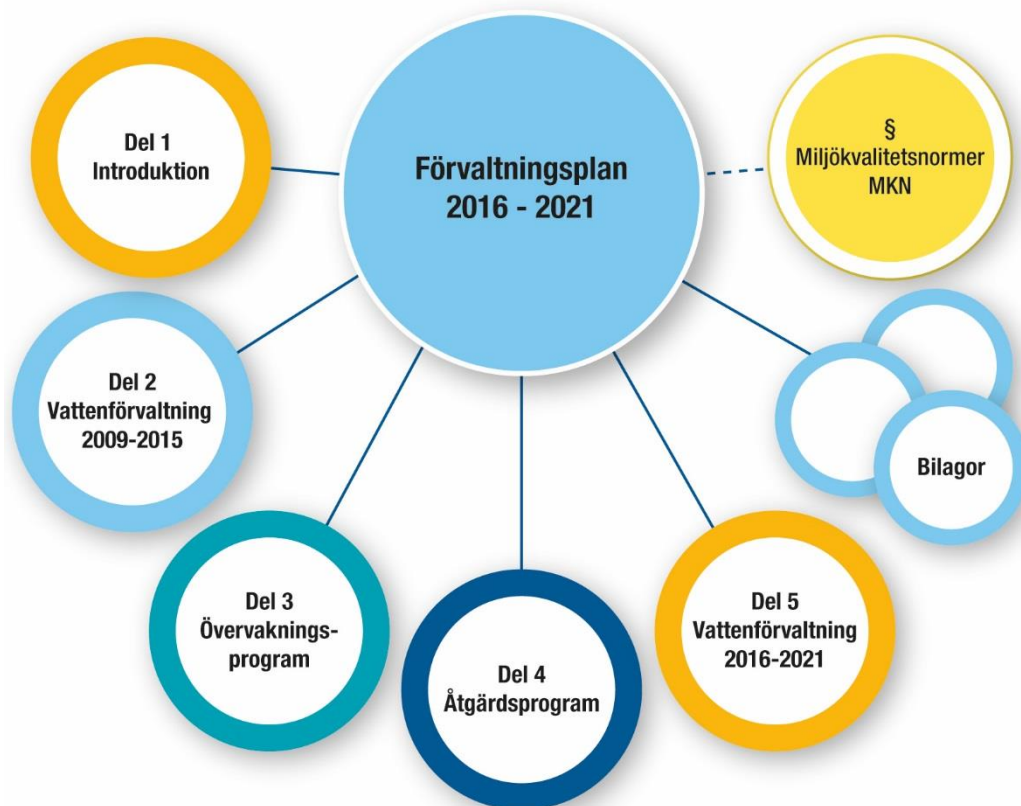 Förvaltningsplan
2016 - 2021
Del 1
Introduktion
Del 2
Vattenförvaltning
2009-2015
Del 3
Övervaknings-
program
Del 4
Åtgärdsprogram
Del 5
Vattenförvaltning
2016-2021
Bilagor
§
Miljökvalitetsnormer
MKN